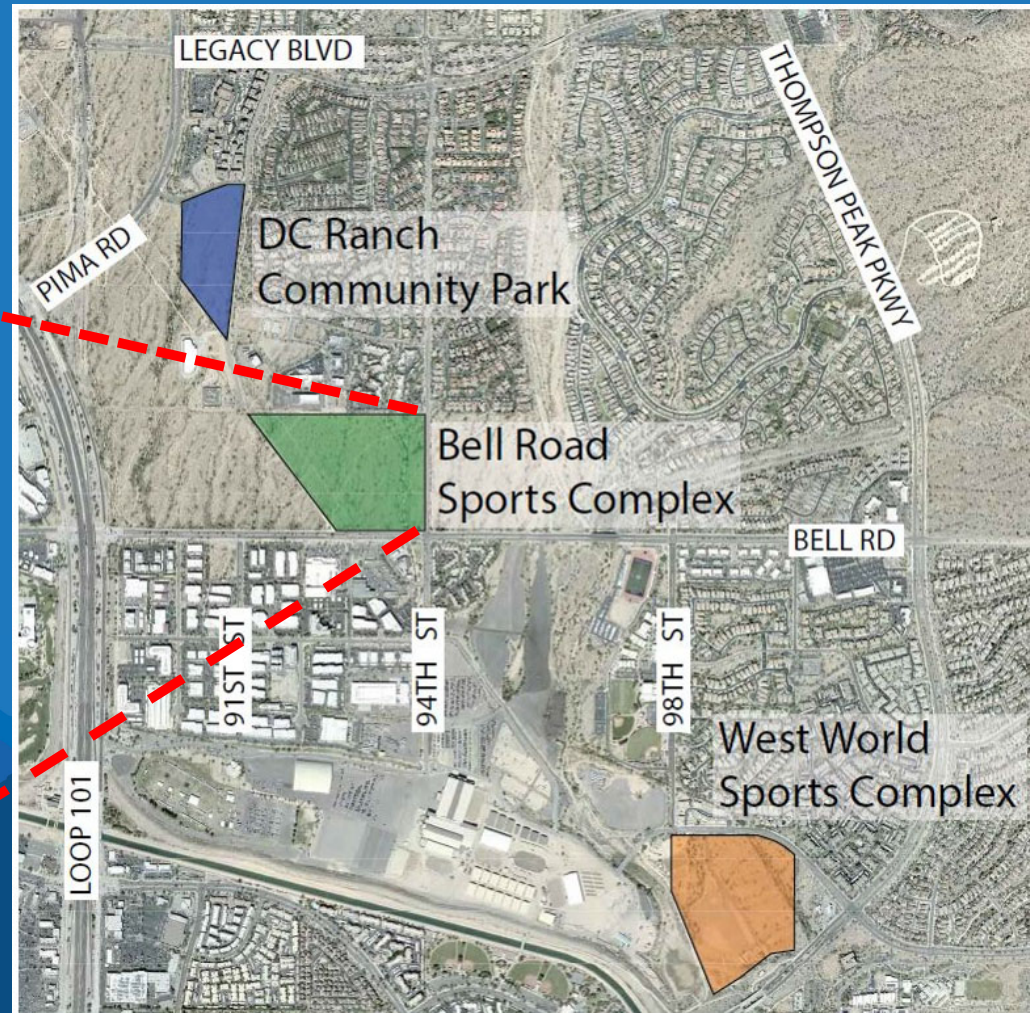 LEGACY BLVD
THOMPSON PEAK PKWY
PIMA RD
DC Ranch
Community Park
Bell Road
Sports Complex
BELL RD
91ST ST
94TH ST
98TH ST
West World
Sports Complex
LOOP 101